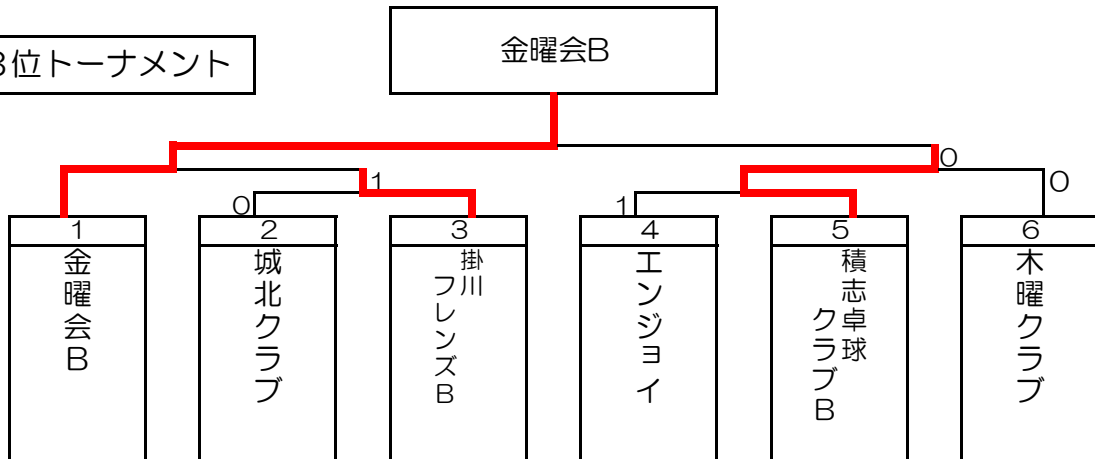 金曜会B
3位トーナメント
0
1
0
0
1
1
2
3
4
5
6
金曜会B
城北クラブ
掛川
フレンズB
エンジョイ
積志卓球
クラブB
木曜クラブ